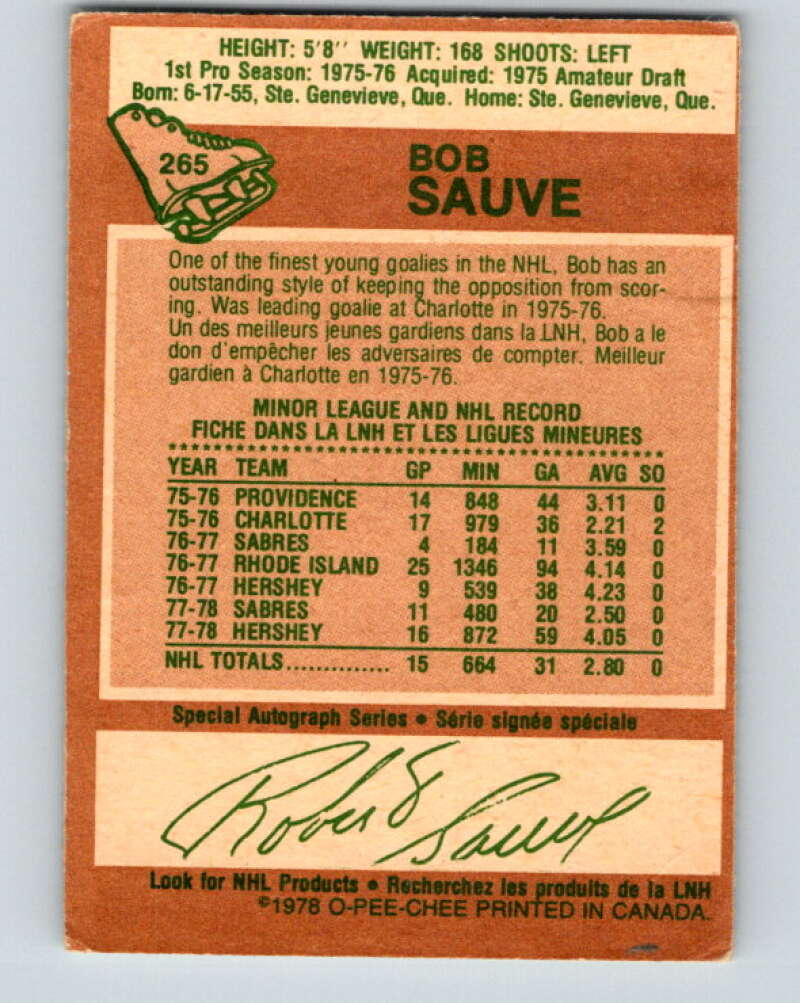 HEIGHT: 5'8'' WEIGHT: 168 SHOOTS: LEFT
1st Pro Season: 1975-76 Acquired: 1975 Amateur Draft
Born: 6-17-55, Ste. Genevieve, Que. Home: Ste. Genevieve, Que.
265
BOB
SAUVE
One of the finest young goalies in the NHL, Bob has an
outstanding style of keeping the opposition from scor-
ing. Was leading goalie at Charlotte in 1975-76.
Un des meilleurs jeunes gardiens dans la LNH, Bob a le
don d'empêcher les adversaires de compter. Meilleur
gardien à Charlotte en 1975-76.
MINOR LEAGUE AND NHL RECORD
FICHE DANS LA LNH ET LES LIGUES MINEURES
YEAR TEAM GP MIN GA AVG SO
75-76 PROVIDENCE 14 848 44 3.11 0
75-76 CHARLOTTE 17 979 36 2.21 2
76-77 SABRES 4 184 11 3.59 0
76-77 RHODE ISLAND 25 1346 94 4.14 0
76-77 HERSHEY 9 539 38 4.23 0
77-78 SABRES 11 480 20 2.50 0
77-78 HERSHEY 16 872 59 4.05 0
NHL TOTALS.............. 15 664 31 2.80 0
Special Autograph Series • Série signée spéciale
Robert Sauve
Look for NHL Products • Recherchez les produits de la LNH
©1978 O-PEE-CHEE PRINTED IN CANADA.